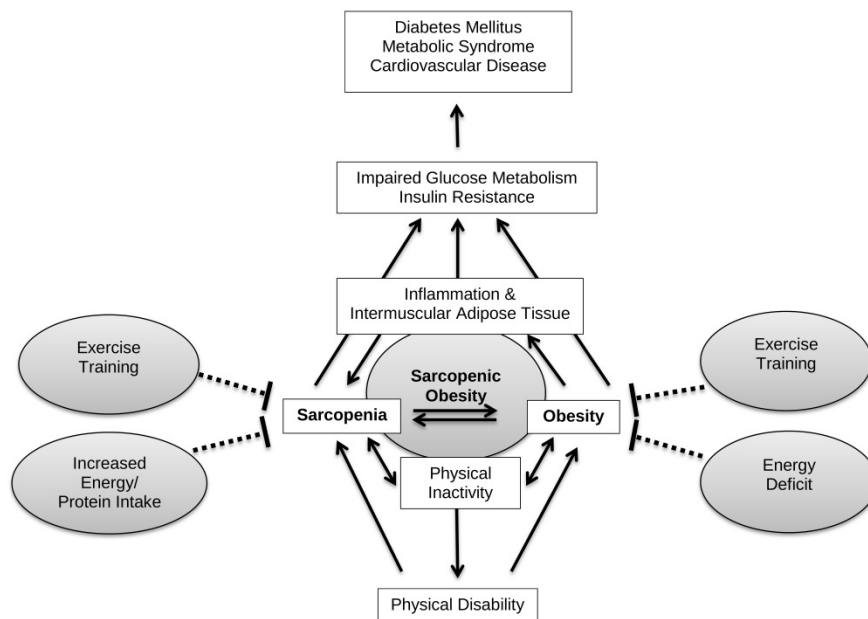 Diabetes Mellitus
Metabolic Syndrome
Cardiovascular Disease
Impaired Glucose Metabolism
Insulin Resistance
Inflammation &
Intermuscular Adipose Tissue
Exercise
Training
Exercise
Training
Sarcopenic
Obesity
Sarcopenia
Obesity
Increased
Energy/
Protein Intake
Physical
Inactivity
Energy
Deficit
Physical Disability